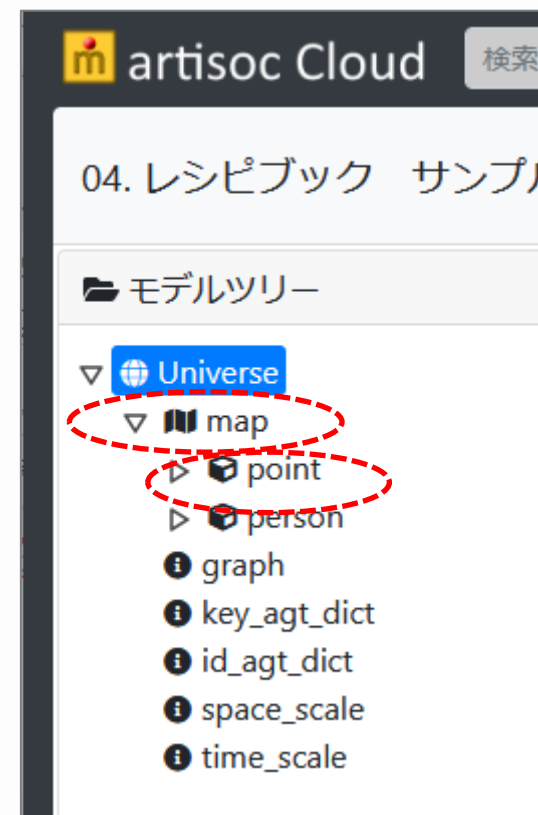 artisoc Cloud 検索
04. レシピブック　サンプル
モデルツリー
Universe
map
point
person
graph
key_agt_dict
id_agt_dict
space_scale
time_scale